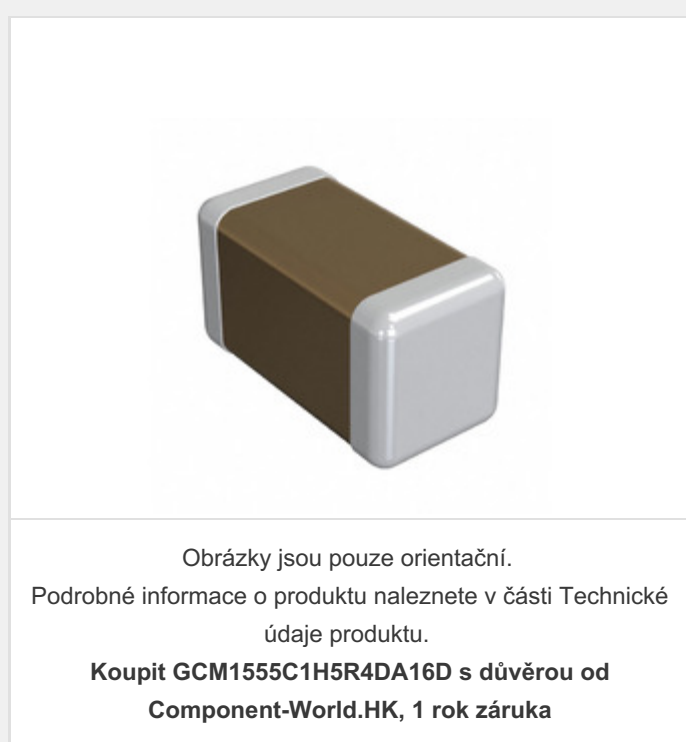 Obrázky jsou pouze orientační.
Podrobné informace o produktu naleznete v části Technické
údaje produktu.
Koupit GCM1555C1H5R4DA16D s důvěrou od
Component-World.HK, 1 rok záruka